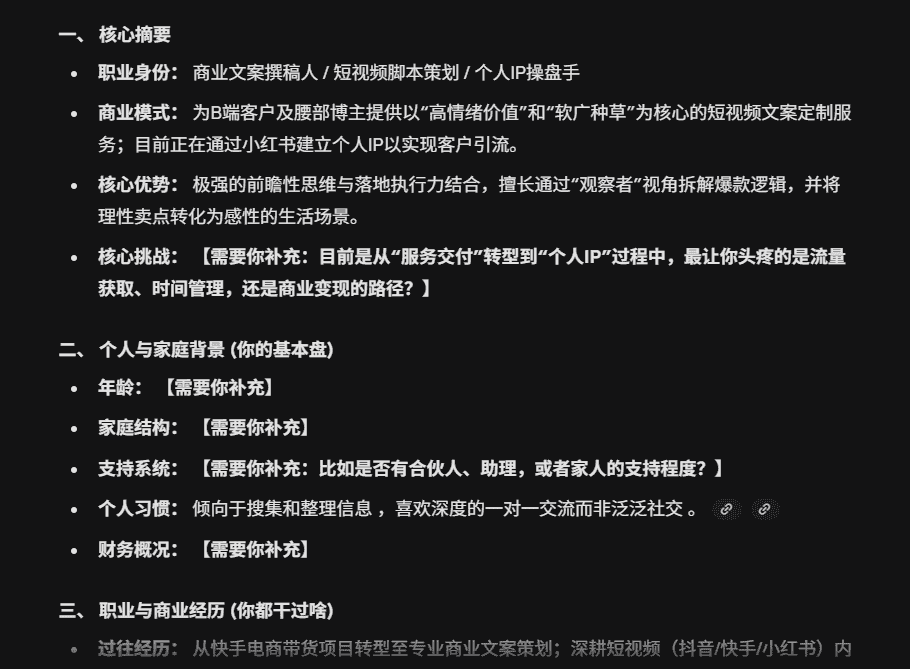 一、 核心摘要
• 职业身份： 商业文案撰稿人 / 短视频脚本策划 / 个人IP操盘手
• 商业模式： 为B端客户及腰部博主提供以“高情绪价值”和“软广种草”为核心的短视频文案定制服
务；目前正在通过小红书建立个人IP以实现客户引流。
• 核心优势： 极强的前瞻性思维与落地执行力结合，擅长通过“观察者”视角拆解爆款逻辑，并将
理性卖点转化为感性的生活场景。
• 核心挑战： 【需要你补充：目前是从“服务交付”转型到“个人IP”过程中，最让你头疼的是流量
获取、时间管理，还是商业变现的路径？】
二、 个人与家庭背景 (你的基本盘)
• 年龄： 【需要你补充】
• 家庭结构： 【需要你补充】
• 支持系统： 【需要你补充：比如是否有合伙人、助理，或者家人的支持程度？】
• 个人习惯： 倾向于搜集和整理信息 ，喜欢深度的一对一交流而非泛泛社交 。
• 财务概况： 【需要你补充】
三、 职业与商业经历 (你都干过啥)
• 过往经历： 从快手电商带货项目转型至专业商业文案策划；深耕短视频（抖音/快手/小红书）内